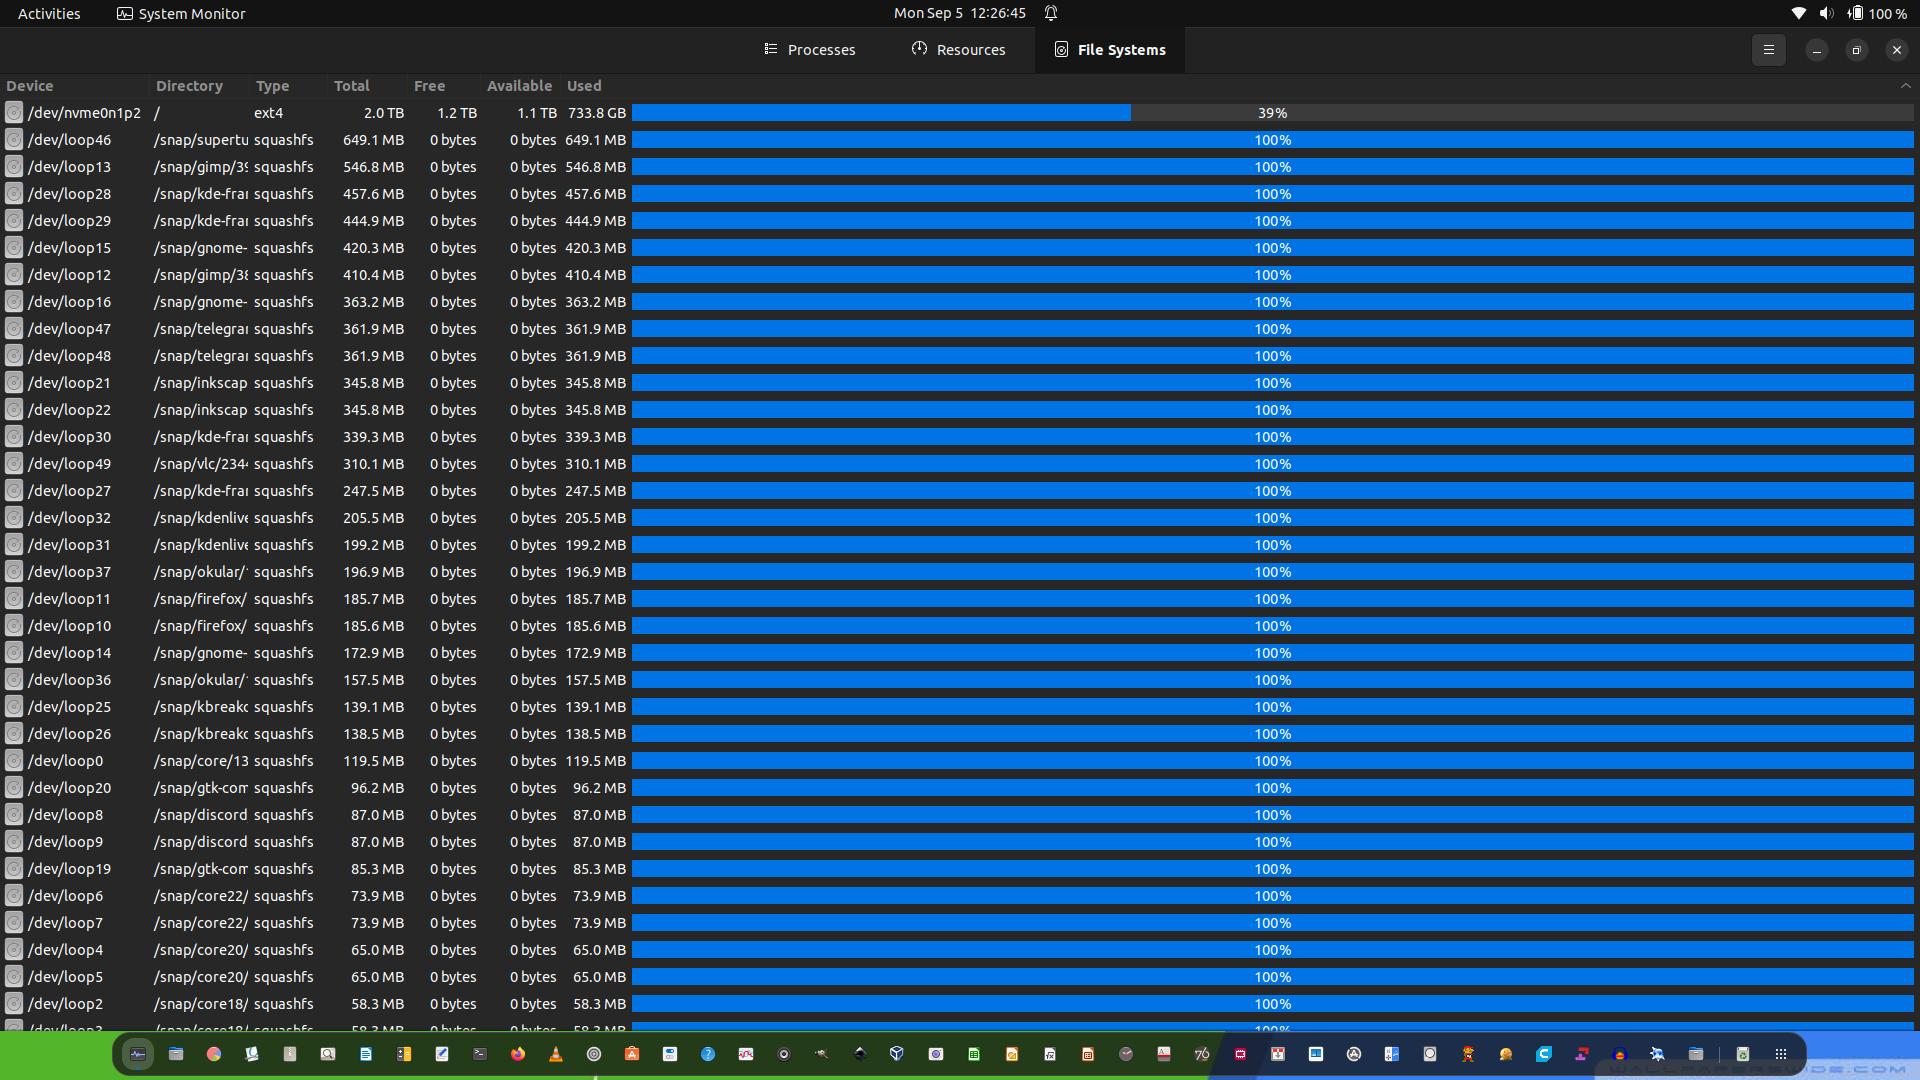 Activities System Monitor Mon Sep 5 12:26:45 100 %
Processes Resources File Systems
Device Directory Type Total Free Available Used
/dev/nvme0n1p2 / ext4 2.0 TB 1.2 TB 1.1 TB 733.8 GB 39%
/dev/loop46 /snap/supertu squashfs 649.1 MB 0 bytes 0 bytes 649.1 MB 100%
/dev/loop13 /snap/gimp/39 squashfs 546.8 MB 0 bytes 0 bytes 546.8 MB 100%
/dev/loop28 /snap/kde-fra squashfs 457.6 MB 0 bytes 0 bytes 457.6 MB 100%
/dev/loop29 /snap/kde-fra squashfs 444.9 MB 0 bytes 0 bytes 444.9 MB 100%
/dev/loop15 /snap/gnome- squashfs 420.3 MB 0 bytes 0 bytes 420.3 MB 100%
/dev/loop12 /snap/gimp/38 squashfs 410.4 MB 0 bytes 0 bytes 410.4 MB 100%
/dev/loop16 /snap/gnome- squashfs 363.2 MB 0 bytes 0 bytes 363.2 MB 100%
/dev/loop47 /snap/telegra squashfs 361.9 MB 0 bytes 0 bytes 361.9 MB 100%
/dev/loop48 /snap/telegra squashfs 361.9 MB 0 bytes 0 bytes 361.9 MB 100%
/dev/loop21 /snap/inkscap squashfs 345.8 MB 0 bytes 0 bytes 345.8 MB 100%
/dev/loop22 /snap/inkscap squashfs 345.8 MB 0 bytes 0 bytes 345.8 MB 100%
/dev/loop30 /snap/kde-fra squashfs 339.3 MB 0 bytes 0 bytes 339.3 MB 100%
/dev/loop49 /snap/vlc/234 squashfs 310.1 MB 0 bytes 0 bytes 310.1 MB 100%
/dev/loop27 /snap/kde-fra squashfs 247.5 MB 0 bytes 0 bytes 247.5 MB 100%
/dev/loop32 /snap/kdenlive squashfs 205.5 MB 0 bytes 0 bytes 205.5 MB 100%
/dev/loop31 /snap/kdenlive squashfs 199.2 MB 0 bytes 0 bytes 199.2 MB 100%
/dev/loop37 /snap/okular/ squashfs 196.9 MB 0 bytes 0 bytes 196.9 MB 100%
/dev/loop11 /snap/firefox/ squashfs 185.7 MB 0 bytes 0 bytes 185.7 MB 100%
/dev/loop10 /snap/firefox/ squashfs 185.6 MB 0 bytes 0 bytes 185.6 MB 100%
/dev/loop14 /snap/gnome- squashfs 172.9 MB 0 bytes 0 bytes 172.9 MB 100%
/dev/loop36 /snap/okular/ squashfs 157.5 MB 0 bytes 0 bytes 157.5 MB 100%
/dev/loop25 /snap/kbreako squashfs 139.1 MB 0 bytes 0 bytes 139.1 MB 100%
/dev/loop26 /snap/kbreako squashfs 138.5 MB 0 bytes 0 bytes 138.5 MB 100%
/dev/loop0 /snap/core/13 squashfs 119.5 MB 0 bytes 0 bytes 119.5 MB 100%
/dev/loop20 /snap/gtk-com squashfs 96.2 MB 0 bytes 0 bytes 96.2 MB 100%
/dev/loop8 /snap/discord squashfs 87.0 MB 0 bytes 0 bytes 87.0 MB 100%
/dev/loop9 /snap/discord squashfs 87.0 MB 0 bytes 0 bytes 87.0 MB 100%
/dev/loop19 /snap/gtk-com squashfs 85.3 MB 0 bytes 0 bytes 85.3 MB 100%
/dev/loop6 /snap/core22/ squashfs 73.9 MB 0 bytes 0 bytes 73.9 MB 100%
/dev/loop7 /snap/core22/ squashfs 73.9 MB 0 bytes 0 bytes 73.9 MB 100%
/dev/loop4 /snap/core20/ squashfs 65.0 MB 0 bytes 0 bytes 65.0 MB 100%
/dev/loop5 /snap/core20/ squashfs 65.0 MB 0 bytes 0 bytes 65.0 MB 100%
/dev/loop2 /snap/core18/ squashfs 58.3 MB 0 bytes 0 bytes 58.3 MB 100%
/dev/loop3 /snap/core18/ squashfs 58.3 MB 0 bytes 0 bytes 58.3 MB 100%
76